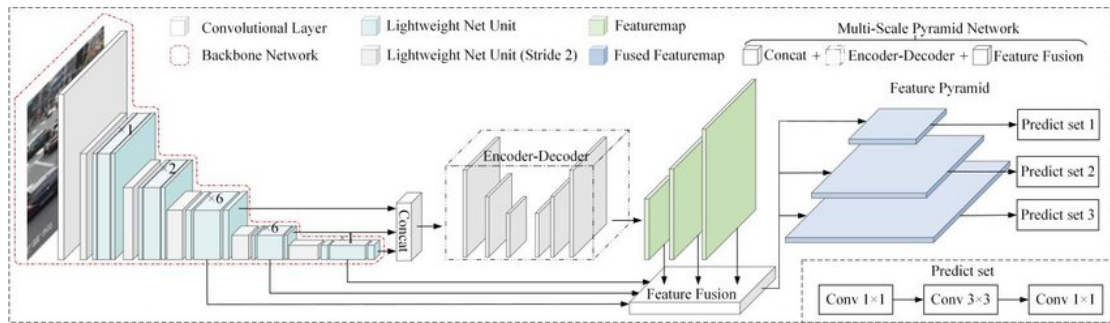 Convolutional Layer
Lightweight Net Unit
Featuremap
Multi-Scale Pyramid Network
Backbone Network
Lightweight Net Unit (Stride 2)
Fused Featuremap
Concat + Encoder-Decoder + Feature Fusion
Feature Pyramid
×1
×2
×6
×6
×1
Concat
Encoder-Decoder
Feature Fusion
Predict set 1
Predict set 2
Predict set 3
Predict set
Conv 1×1
Conv 3×3
Conv 1×1